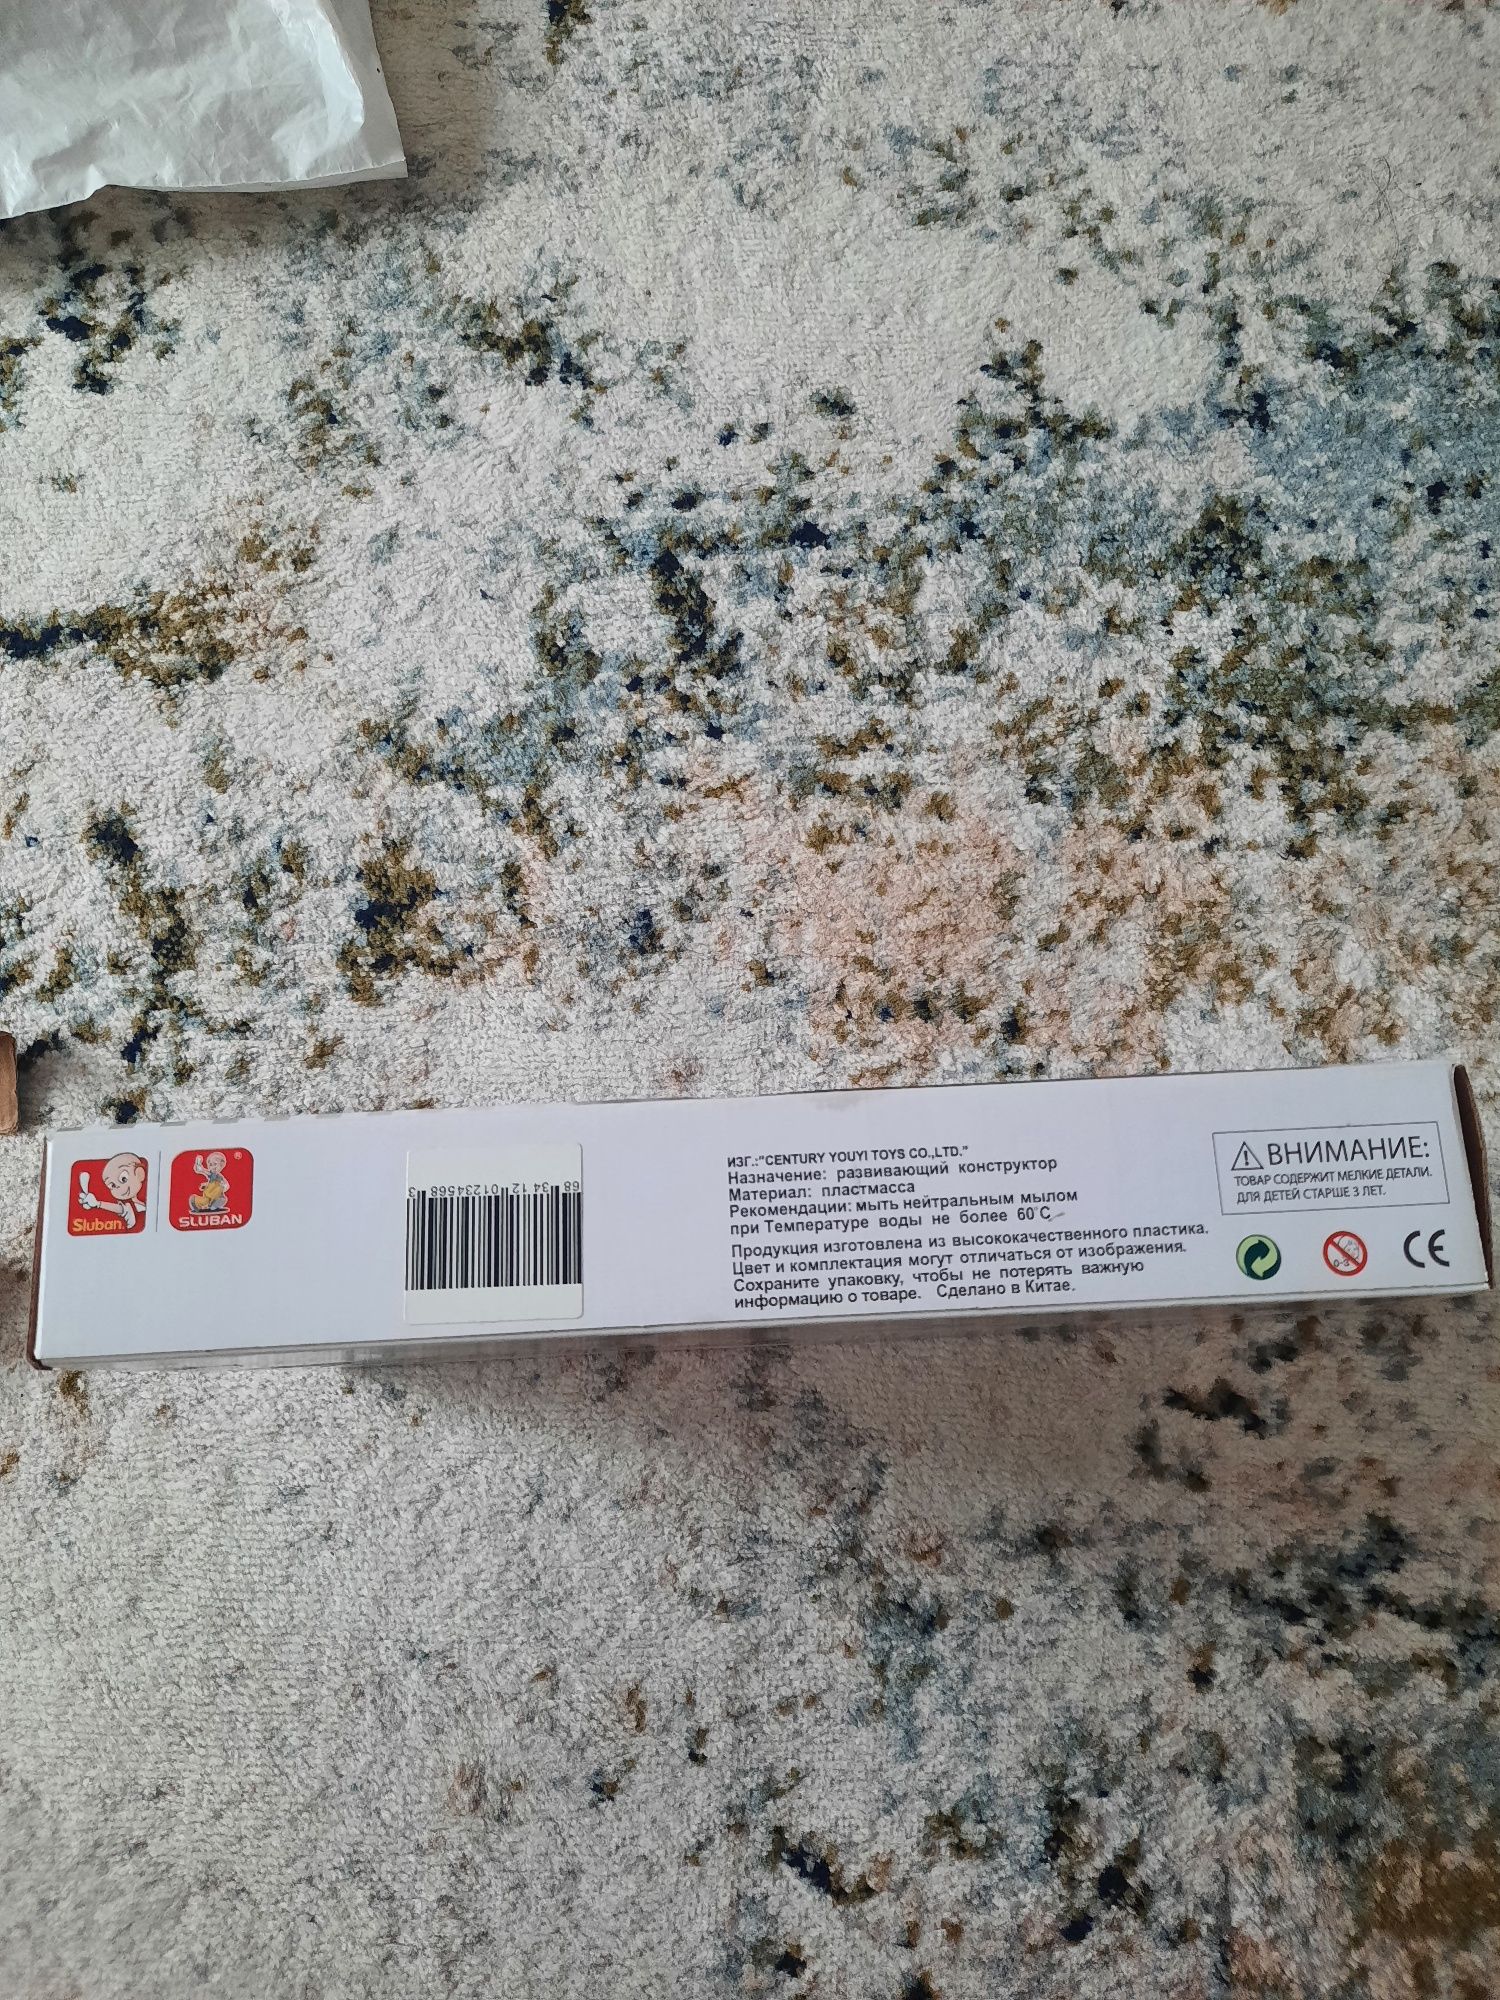 Sluban
SLUBAN
68 34 12 01234568 3
ИЗГ.:"CENTURY YOUYI TOYS CO.,LTD."
Назначение: развивающий конструктор
Материал: пластмасса
Рекомендации: мыть нейтральным мылом
при Температуре воды не более 60°С
Продукция изготовлена из высококачественного пластика.
Цвет и комплектация могут отличаться от изображения.
Сохраните упаковку, чтобы не потерять важную
информацию о товаре. Сделано в Китае.
ВНИМАНИЕ:
ТОВАР СОДЕРЖИТ МЕЛКИЕ ДЕТАЛИ.
ДЛЯ ДЕТЕЙ СТАРШЕ 3 ЛЕТ.
0-3
CE